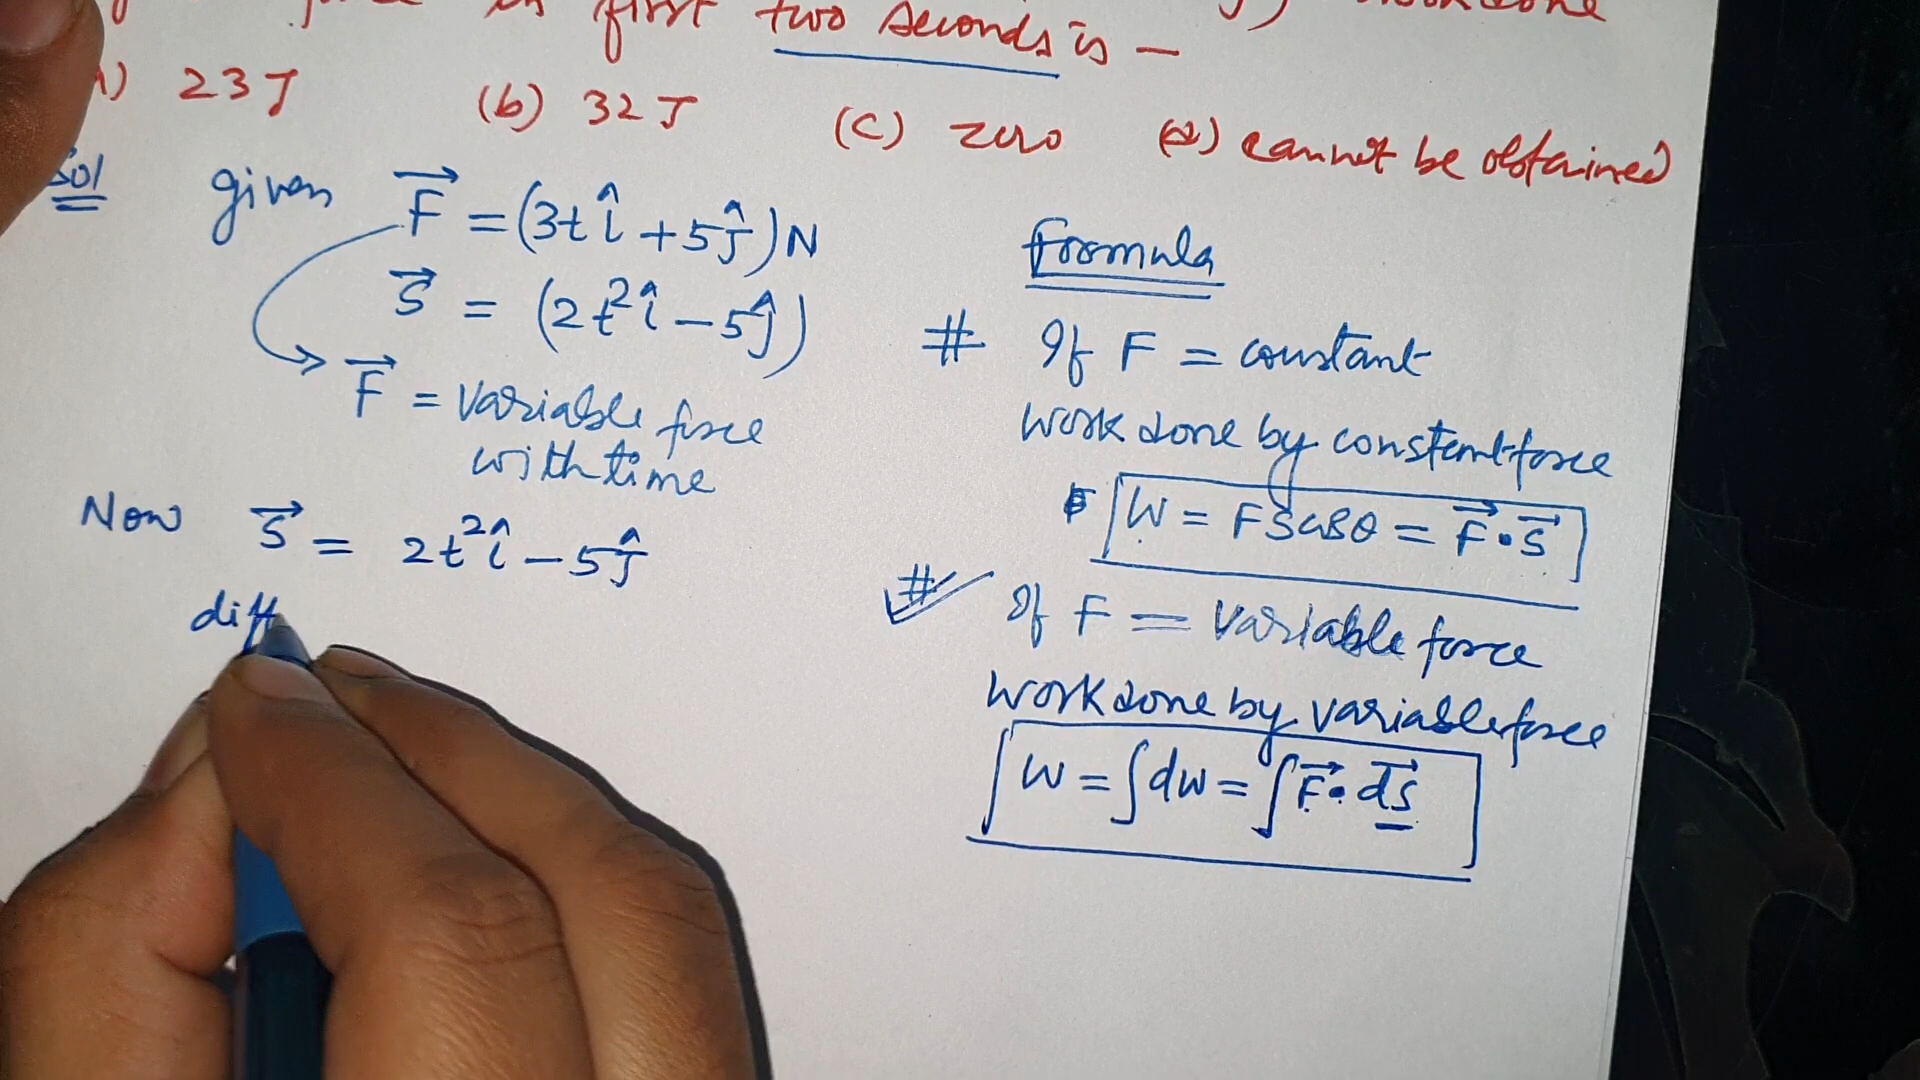 in first two seconds is –
23J (b) 32J (C) zero (d) cannot be obtained
Sol given F⃗ = (3t î + 5ĵ) N
S⃗ = (2t² î – 5ĵ)
F⃗ = variable force
with time
Now S⃗ = 2t² î – 5ĵ
diff
Formula
# If F = constant
Work done by constant force
W = FS cosθ = F⃗ • S⃗
# If F = variable force
Work done by variable force
W = ∫dw = ∫F⃗ • d⃗s